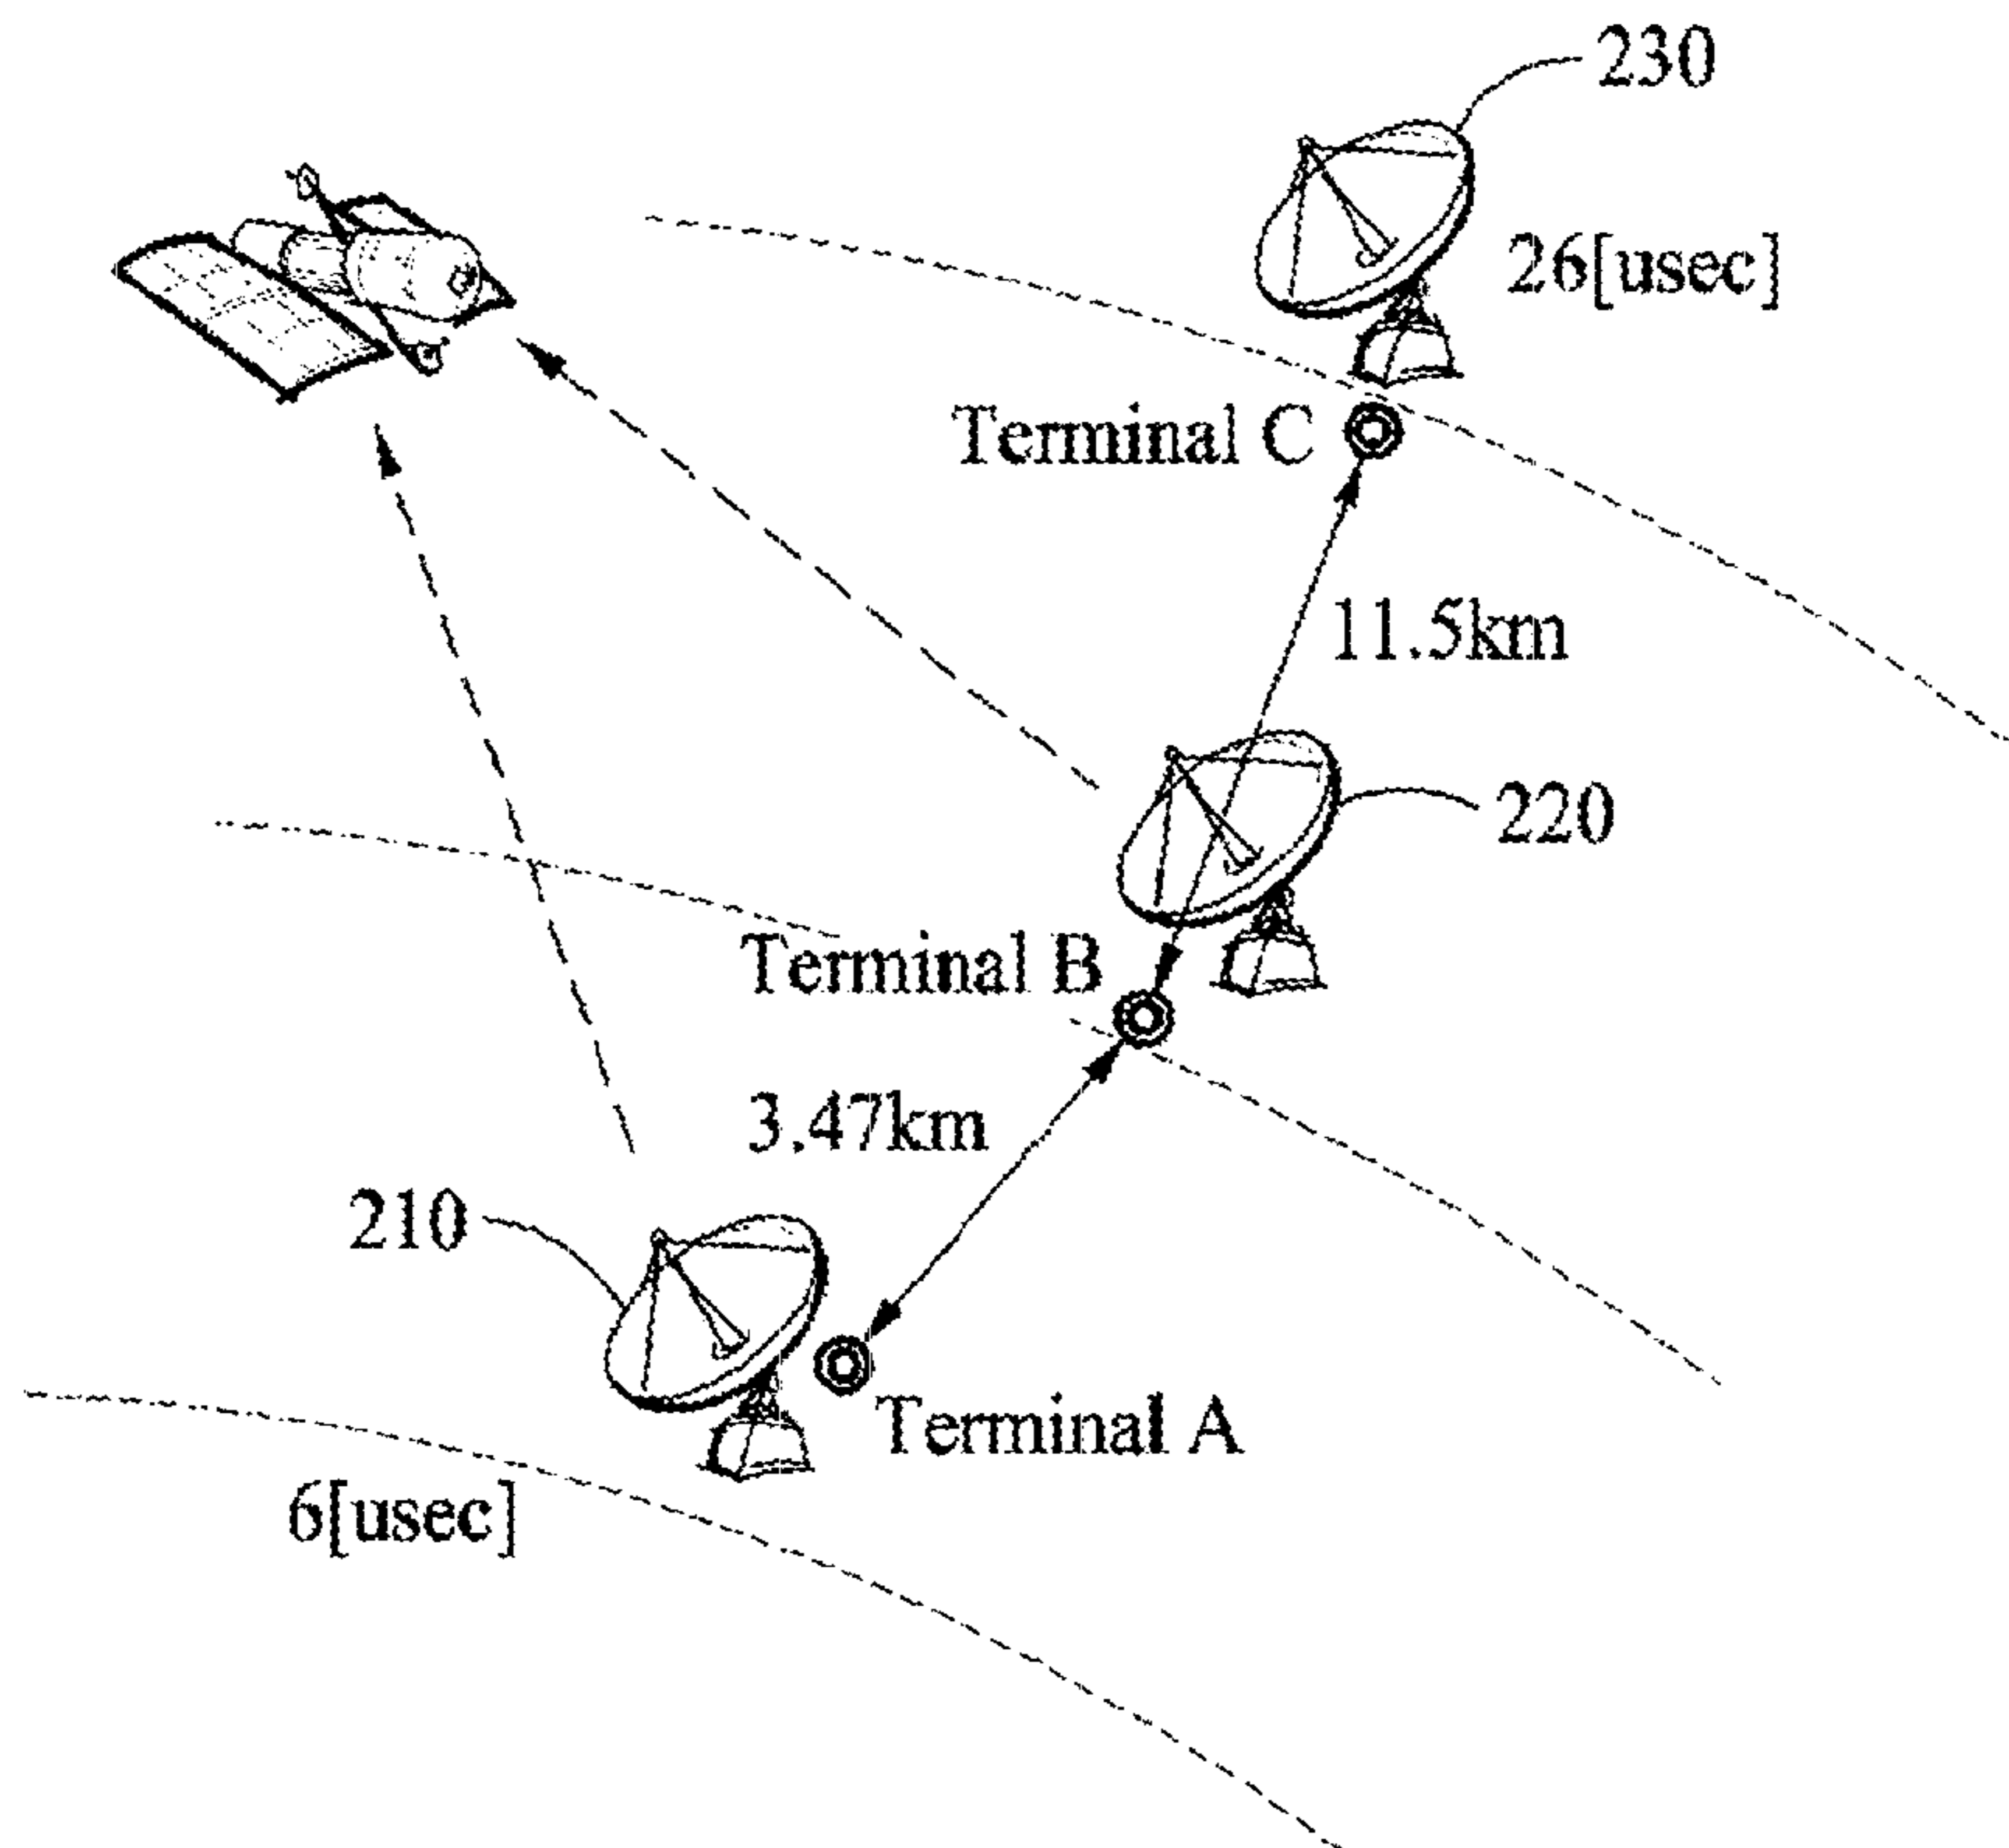 230
26[usec]
Terminal C
11.5km
220
Terminal B
3.47km
210
Terminal A
6[usec]